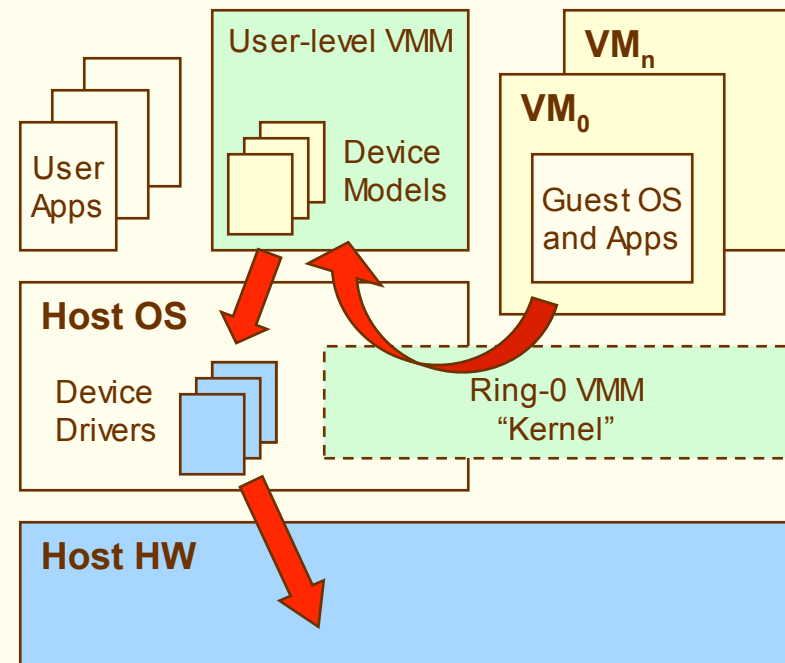 User-level VMM
VMₙ
VM₀
User
Apps
Device
Models
Guest OS
and Apps
Host OS
Device
Drivers
Ring-0 VMM
“Kernel”
Host HW